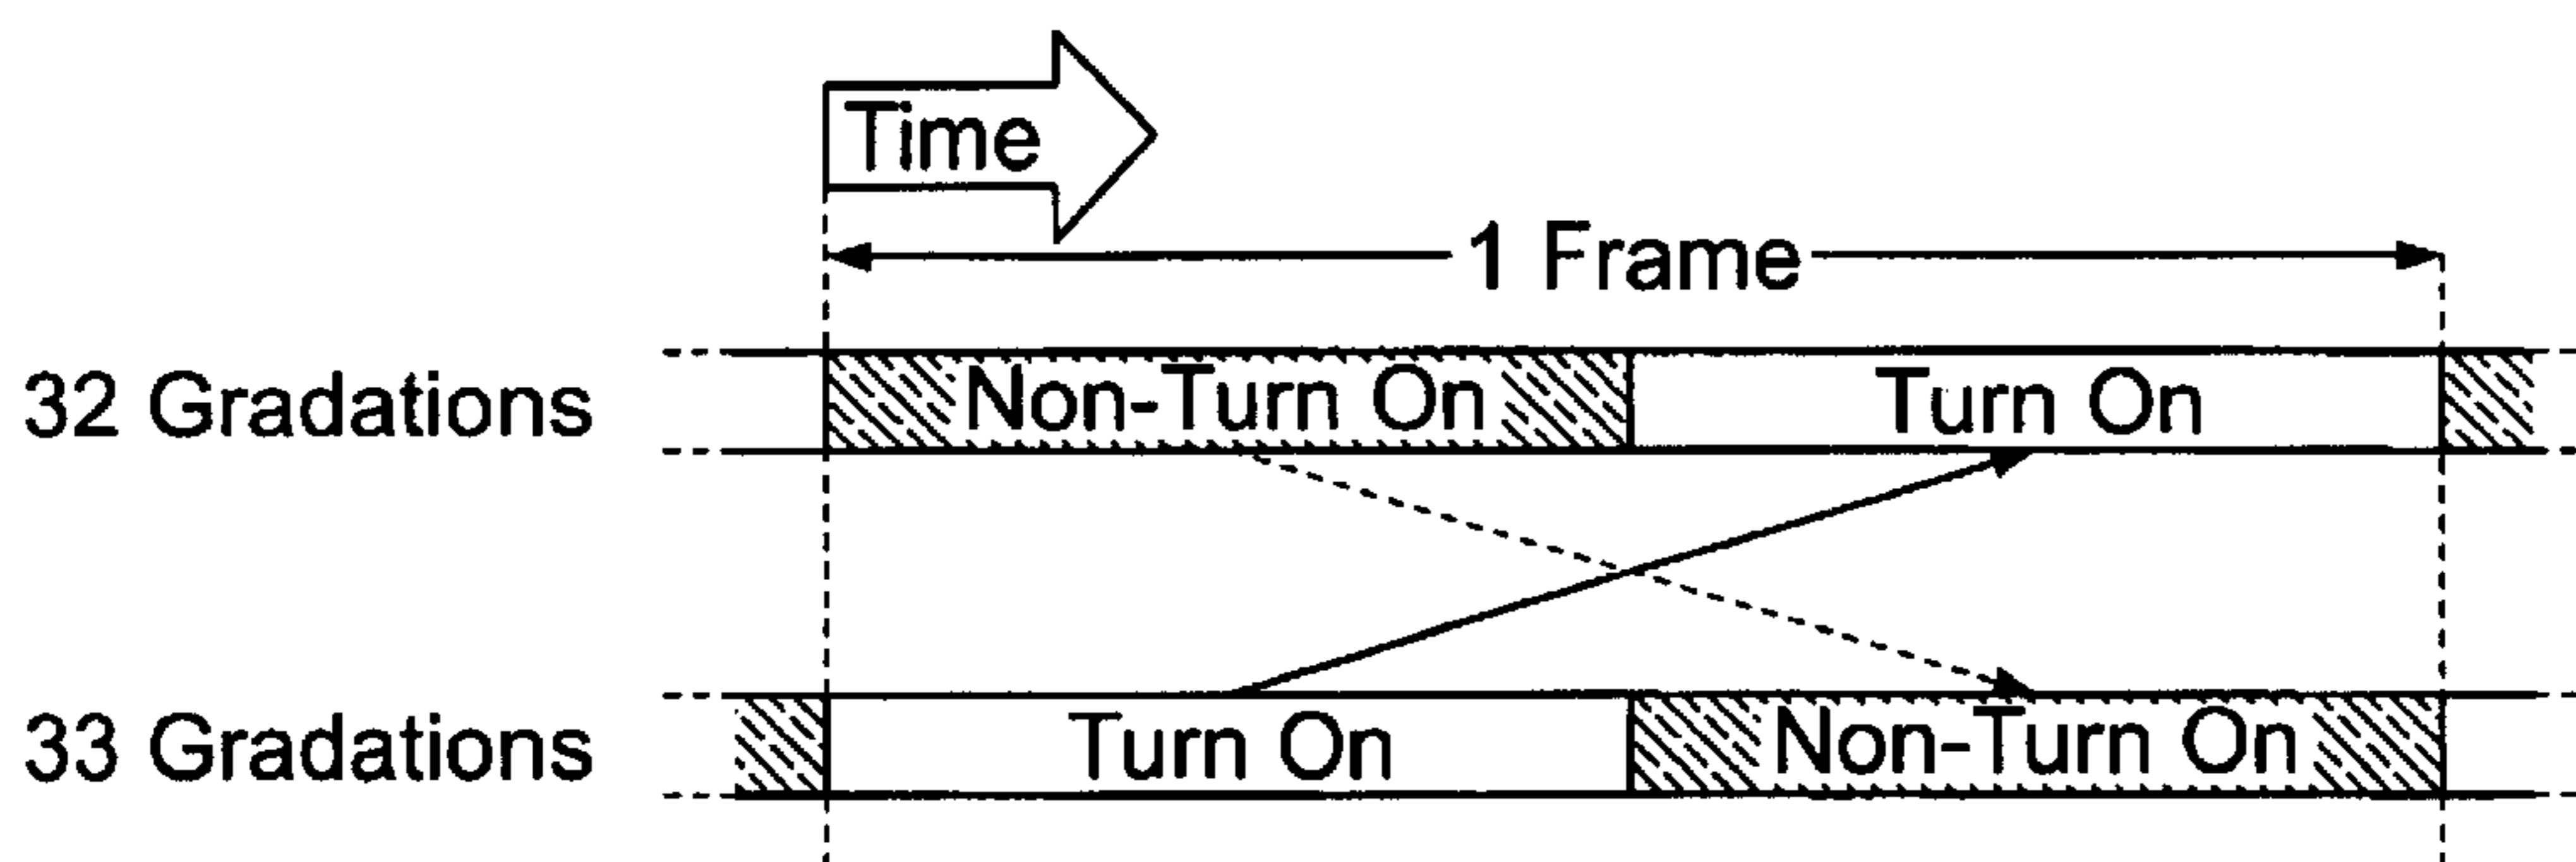 Time
1 Frame
32 Gradations Non-Turn On Turn On
33 Gradations Turn On Non-Turn On